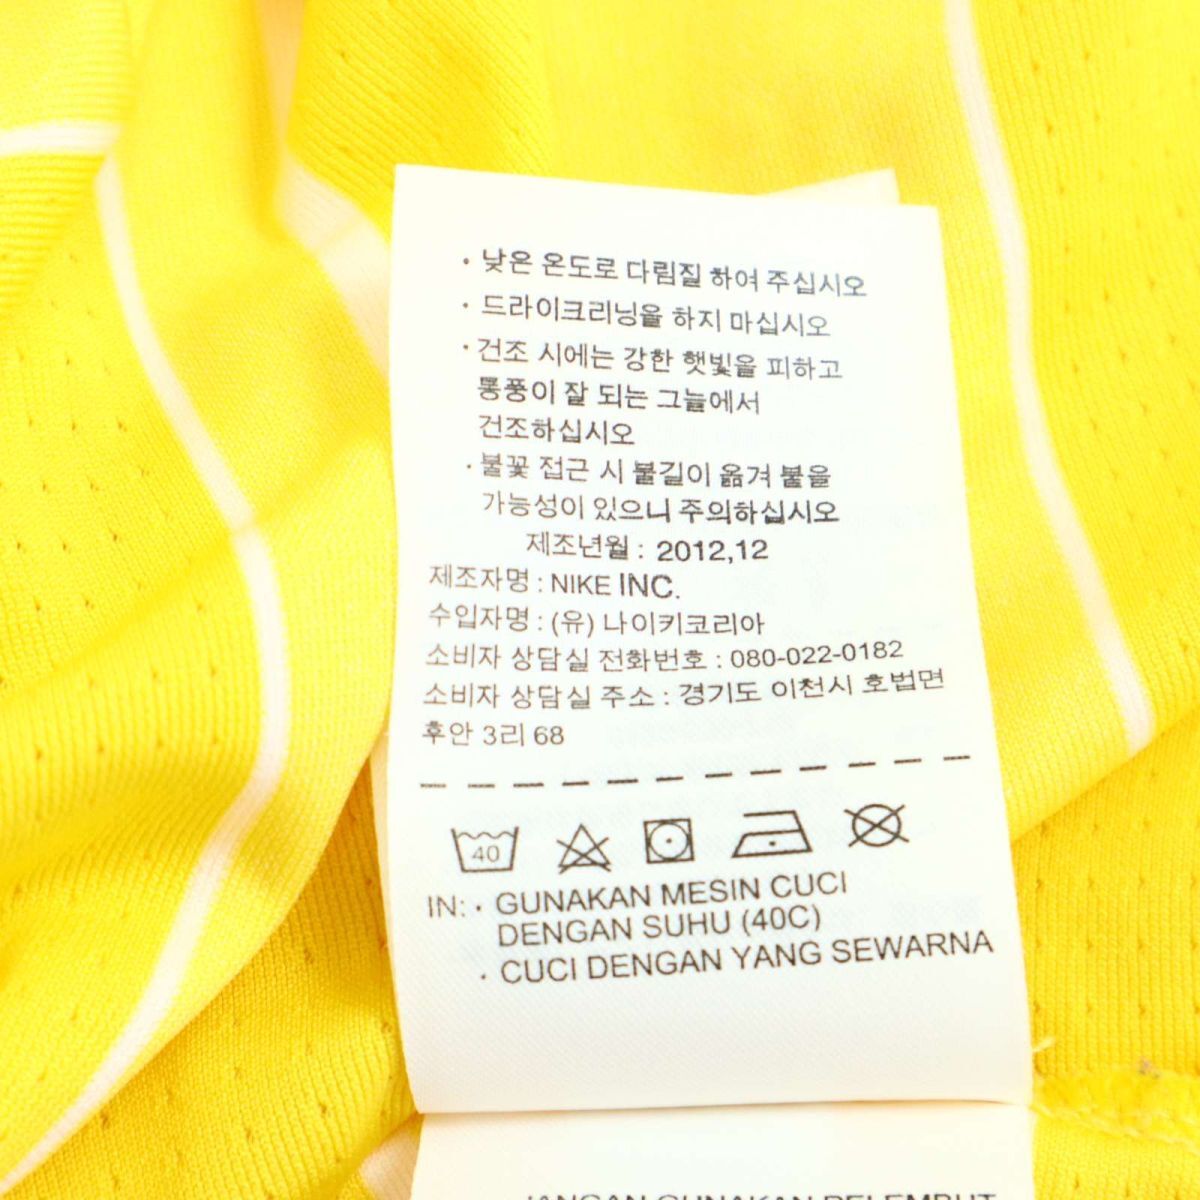 · 낮은 온도로 다림질 하여 주십시오
· 드라이크리닝을 하지 마십시오
· 건조 시에는 강한 햇빛을 피하고
통풍이 잘 되는 그늘에서
건조하십시오
· 불꽃 접근 시 불길이 옮겨 붙을
가능성이 있으니 주의하십시오
제조년월 : 2012,12
제조자명 : NIKE INC.
수입자명 : (유) 나이키코리아
소비자 상담실 전화번호 : 080-022-0182
소비자 상담실 주소 : 경기도 이천시 호법면
후안 3리 68
40
IN: · GUNAKAN MESIN CUCI
DENGAN SUHU (40C)
· CUCI DENGAN YANG SEWARNA
JANGAN GUNAKAN PELEMBUT